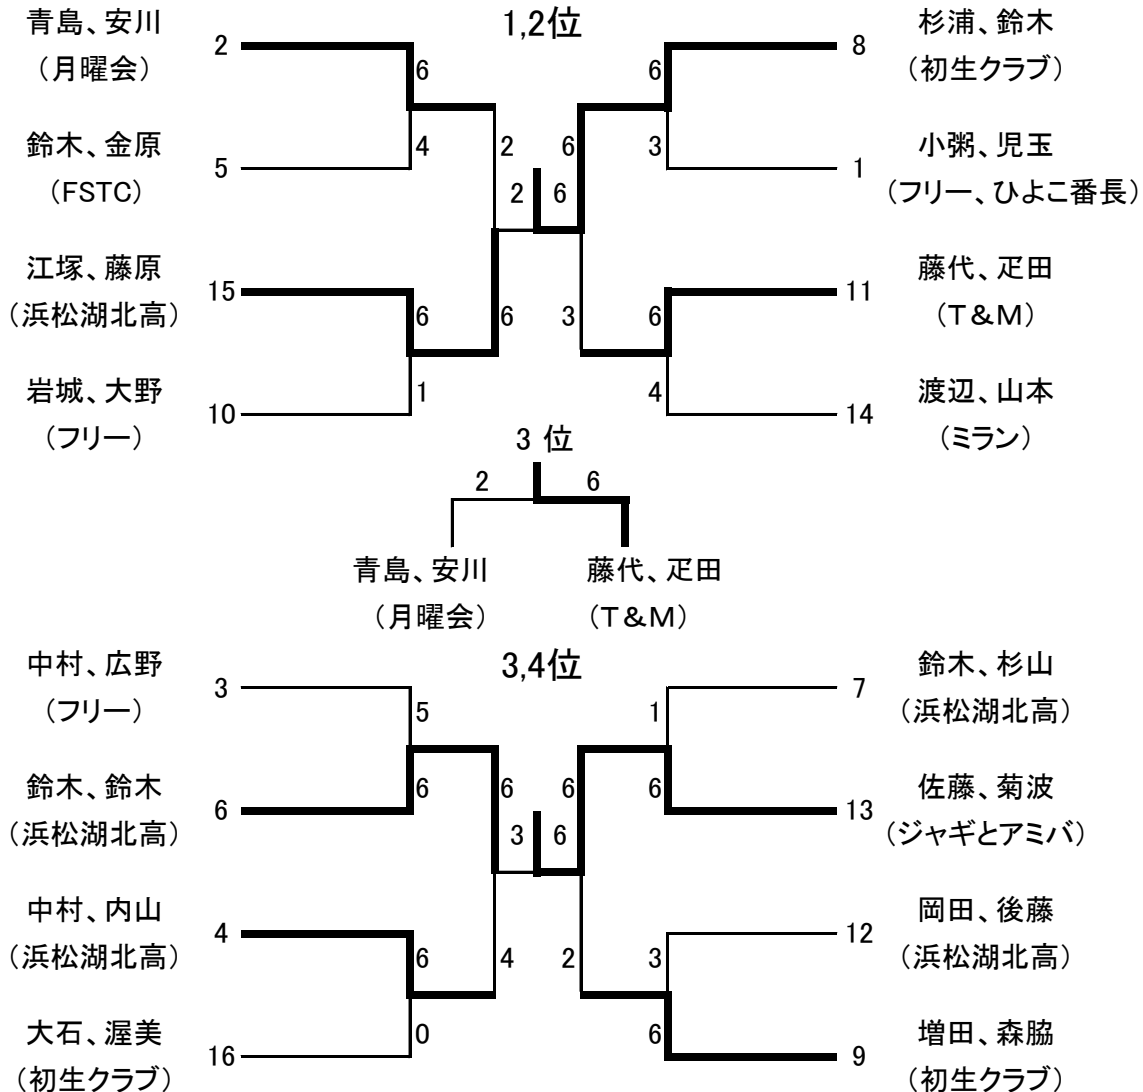 1,2位
青島、安川
(月曜会)
2
6
6
8
杉浦、鈴木
(初生クラブ)
鈴木、金原
(FSTC)
5
4
2
6
3
1
小粥、児玉
(フリー、ひよこ番長)
2
6
江塚、藤原
(浜松湖北高)
15
6
6
3
6
11
藤代、疋田
(T&M)
岩城、大野
(フリー)
10
1
4
14
渡辺、山本
(ミラン)
3 位
2
6
青島、安川
(月曜会)
藤代、疋田
(T&M)
3,4位
中村、広野
(フリー)
3
5
1
7
鈴木、杉山
(浜松湖北高)
鈴木、鈴木
(浜松湖北高)
6
6
6
6
6
13
佐藤、菊波
(ジャギとアミバ)
3
6
中村、内山
(浜松湖北高)
4
6
4
2
3
12
岡田、後藤
(浜松湖北高)
大石、渥美
(初生クラブ)
16
0
6
9
増田、森脇
(初生クラブ)